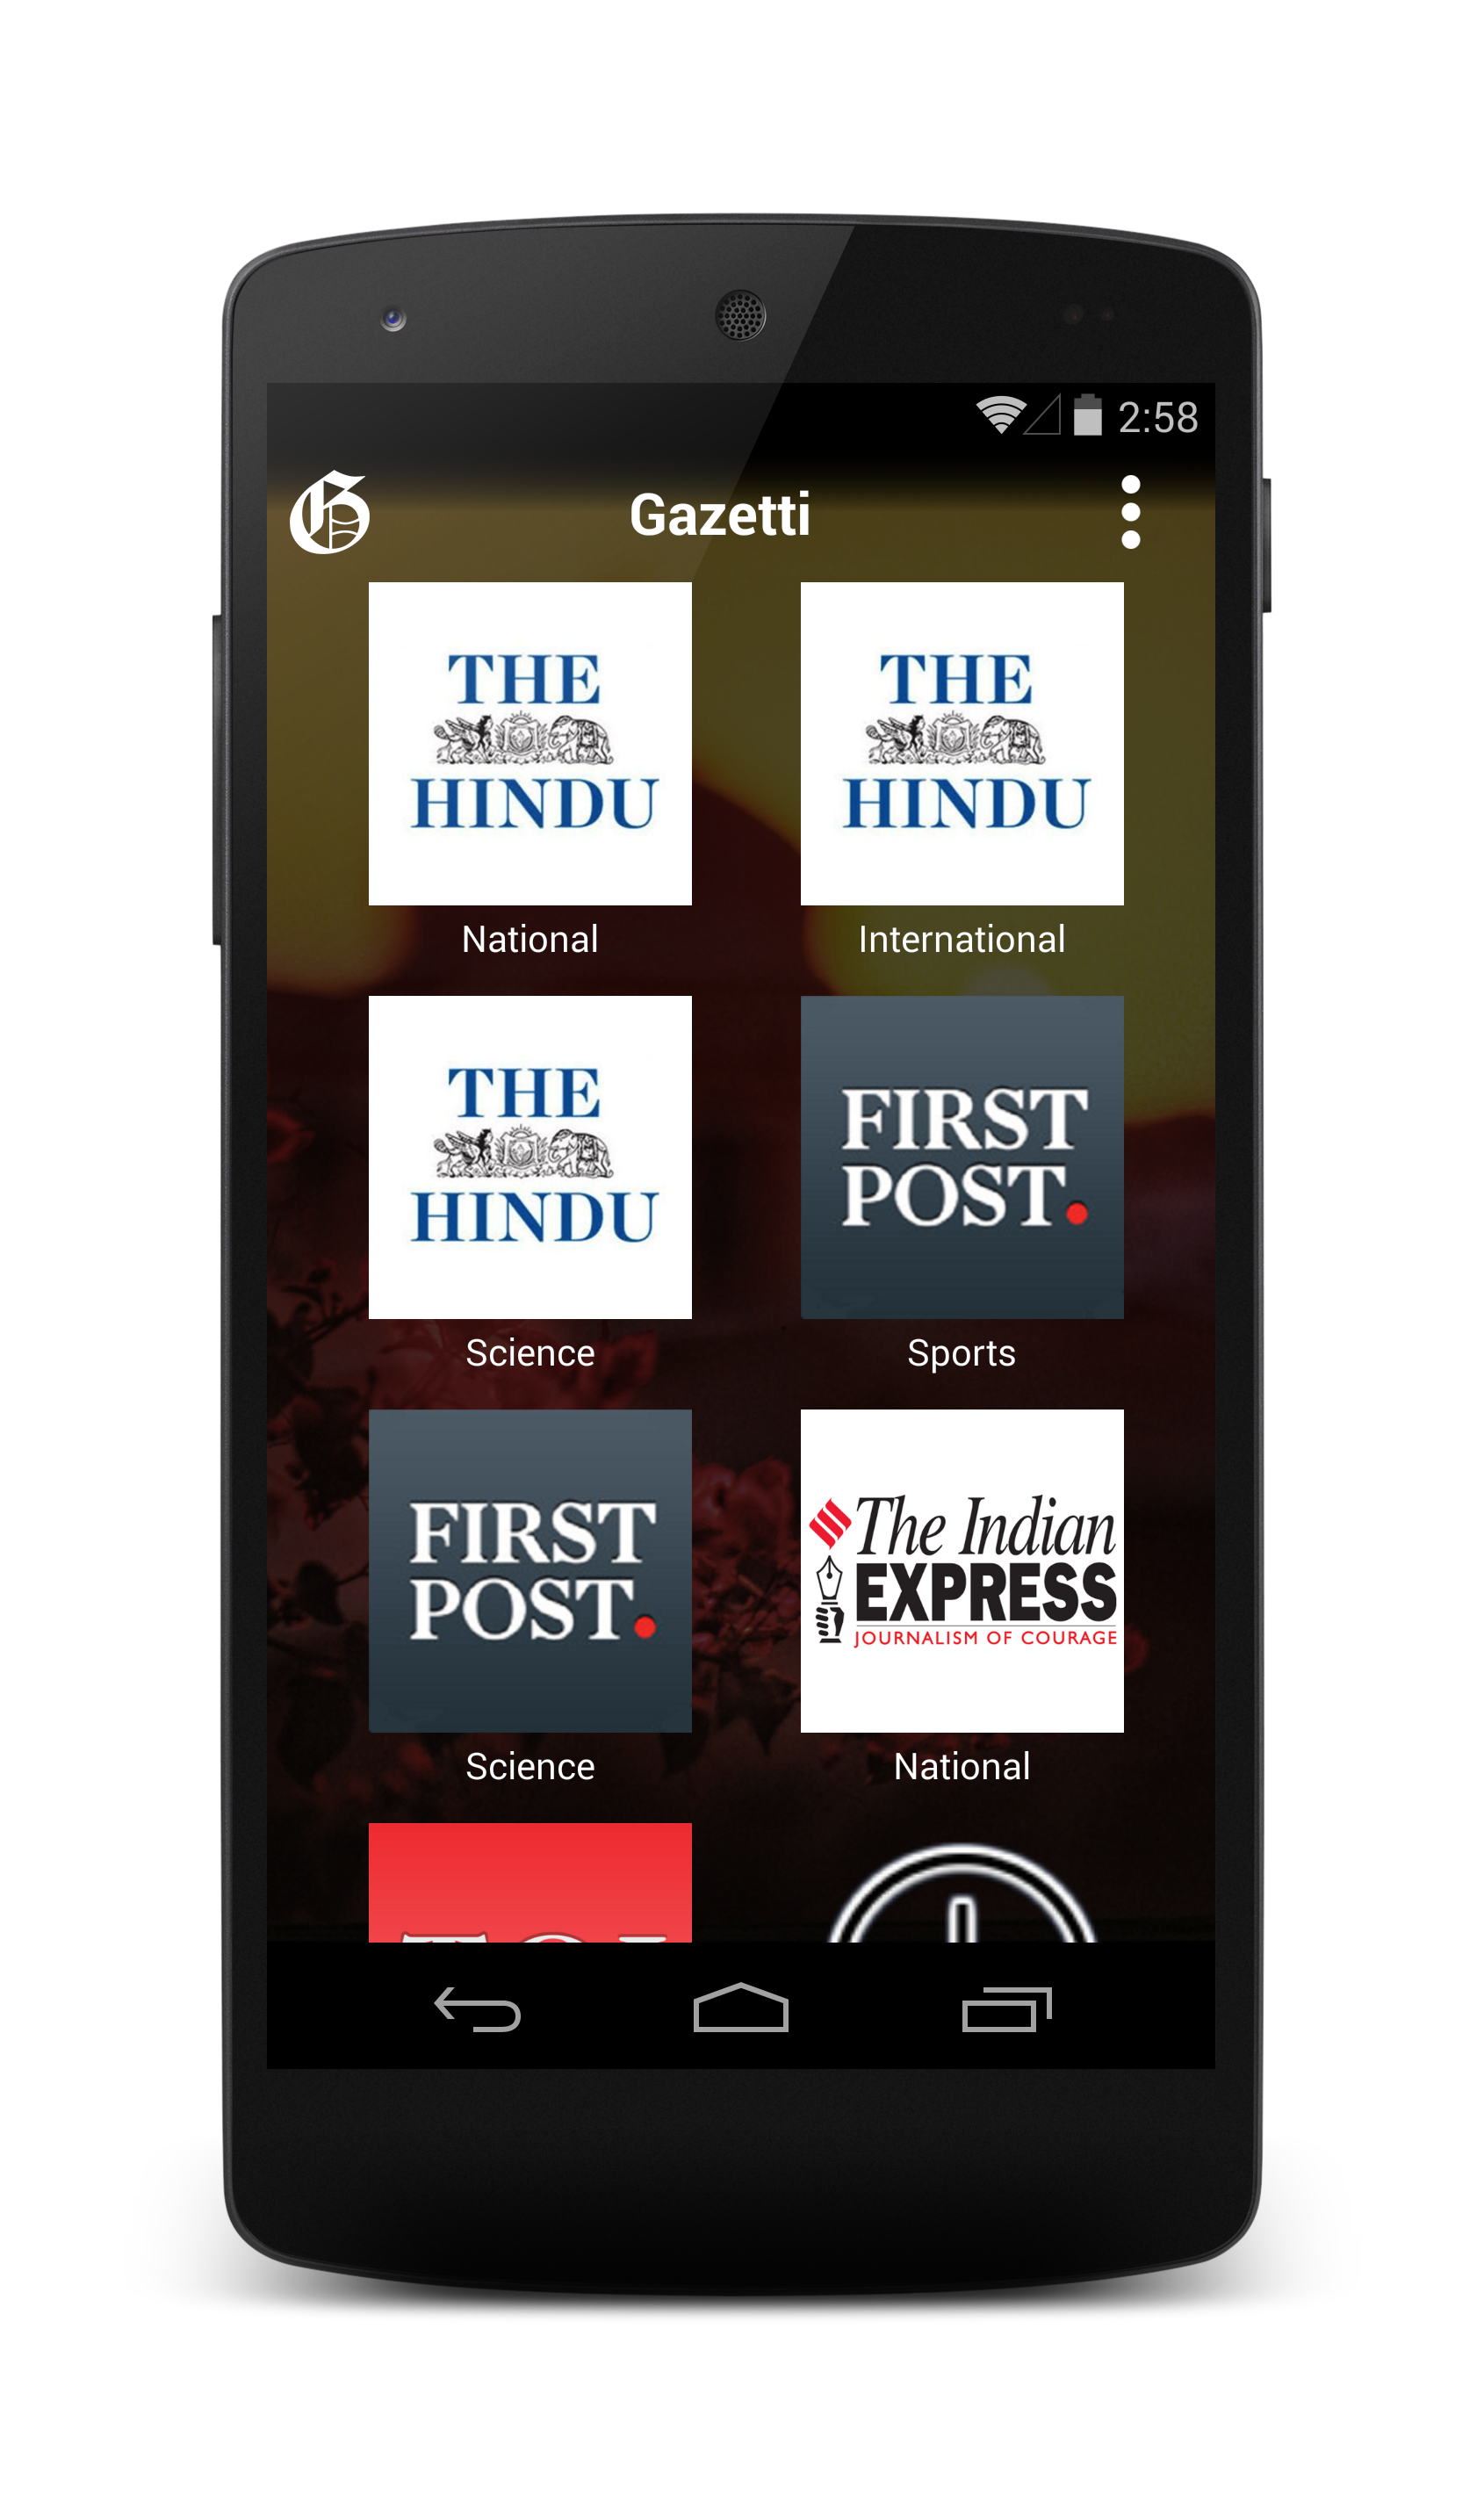 2:58
G
Gazetti
THE
HINDU
THE
HINDU
National
International
THE
HINDU
FIRST
POST.
Science
Sports
FIRST
POST.
The Indian
EXPRESS
JOURNALISM OF COURAGE
Science
National